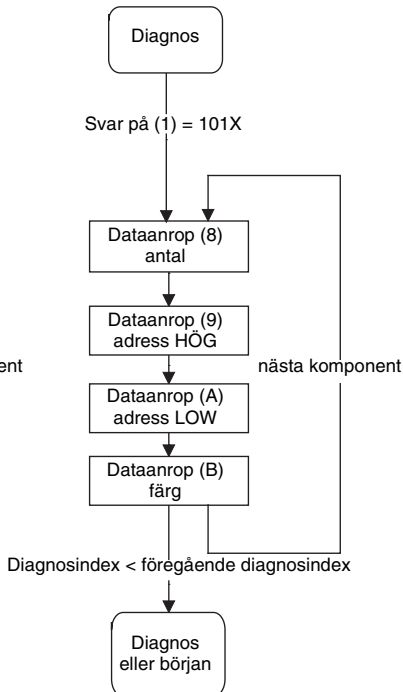 Diagnos
Svar på (1) = 101X
Dataanrop (8)
antal
Dataanrop (9)
adress HÖG
ent
nästa komponent
Dataanrop (A)
adress LOW
Dataanrop (B)
färg
Diagnosindex < föregående diagnosindex
Diagnos
eller början